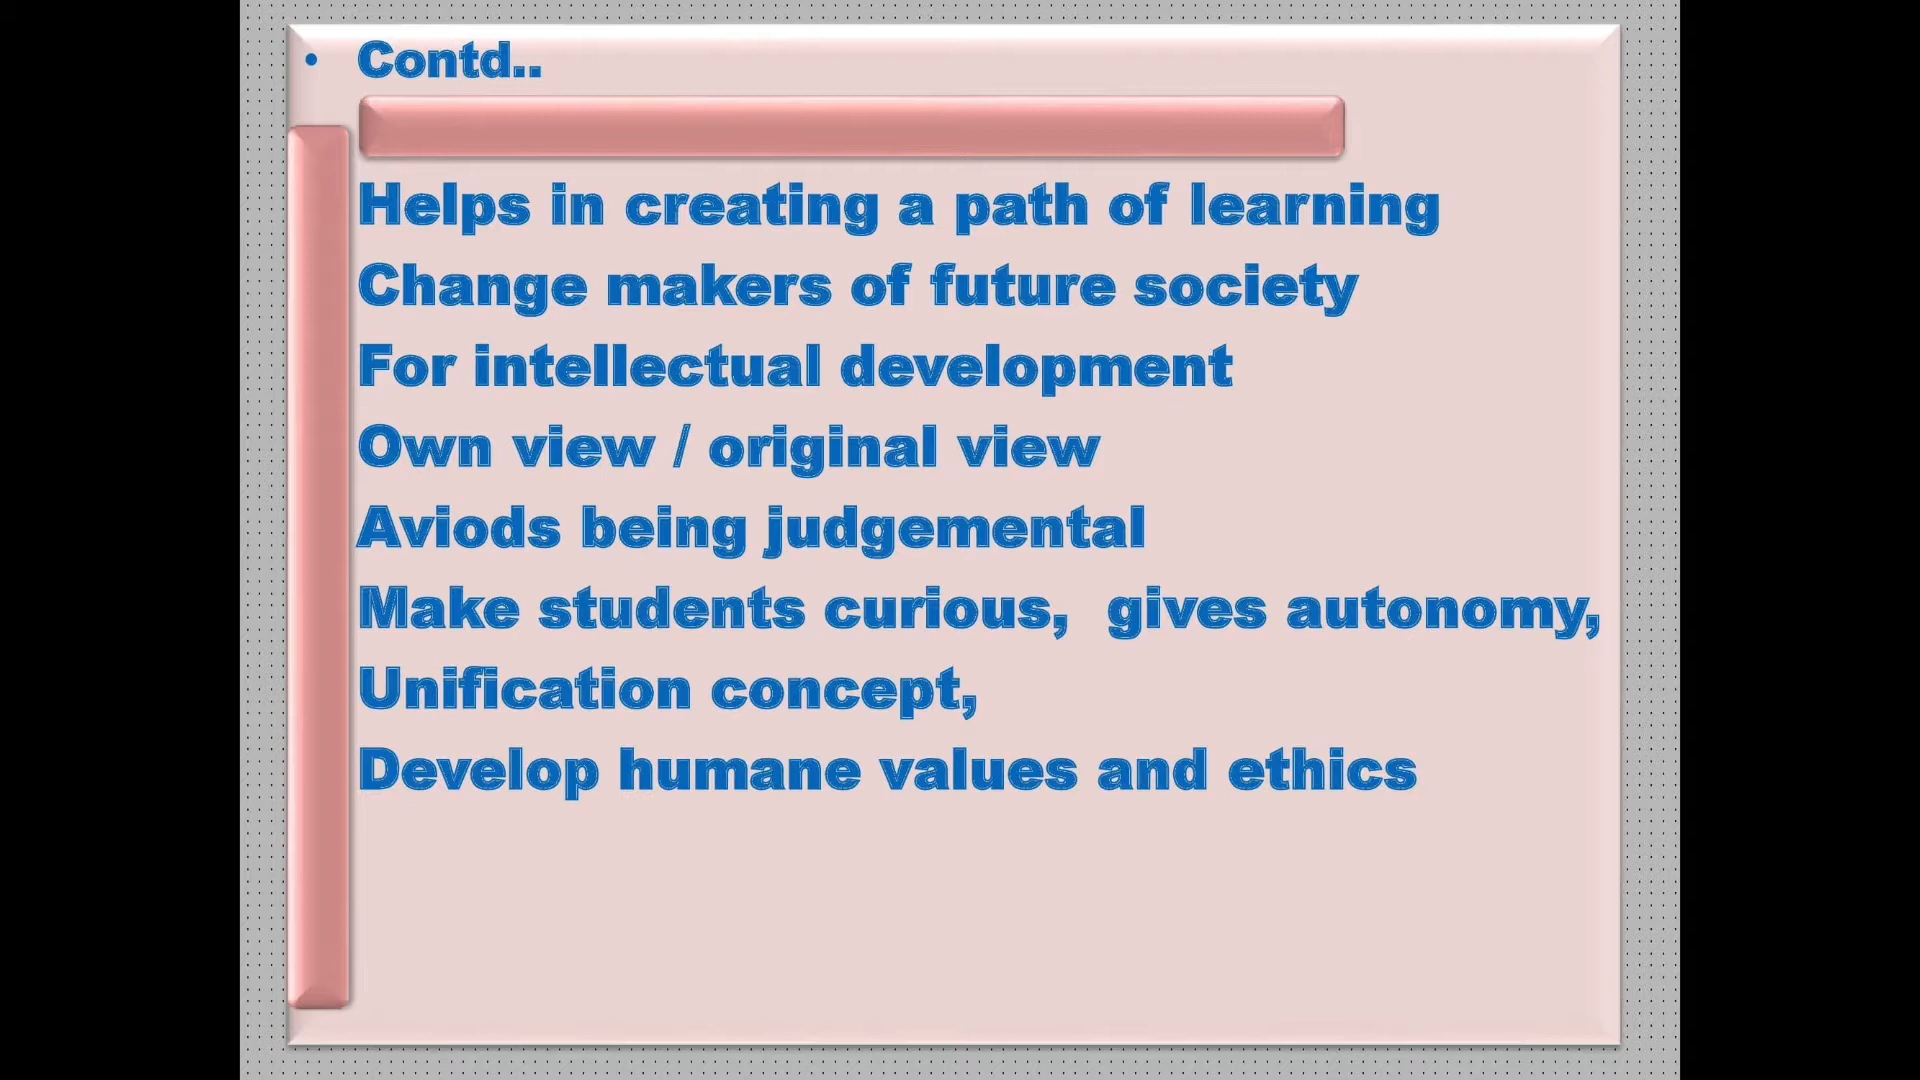 • Contd..
Helps in creating a path of learning
Change makers of future society
For intellectual development
Own view / original view
Aviods being judgemental
Make students curious,  gives autonomy,
Unification concept,
Develop humane values and ethics